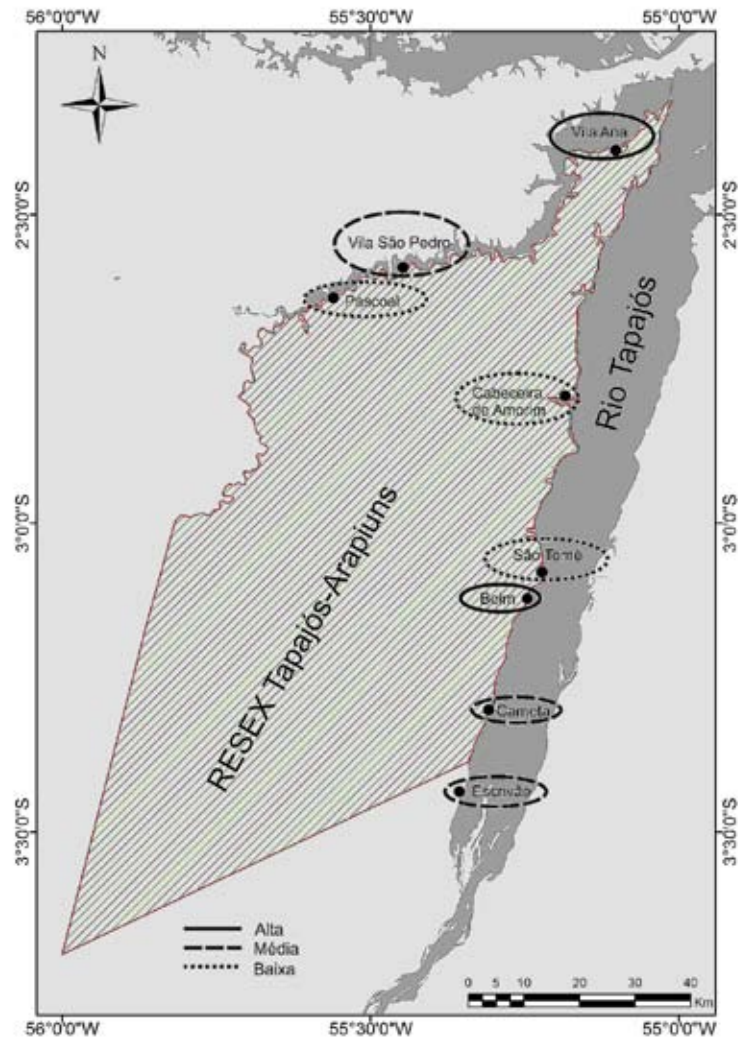 56°0'0"W 55°30'0"W 55°0'0"W
N
Vila Ana
2°30'0"S 2°30'0"S
Vila São Pedro
Pascoal
Rio Tapajós
Cabeceira
de Amorim
3°0'0"S 3°0'0"S
São Tomé
Boim
RESEX Tapajós-Arapiuns
Cametá
Escrivão
3°30'0"S 3°30'0"S
Alta
Média
Baixa
0 5 10 20 30 40
Km
56°0'0"W 55°30'0"W 55°0'0"W